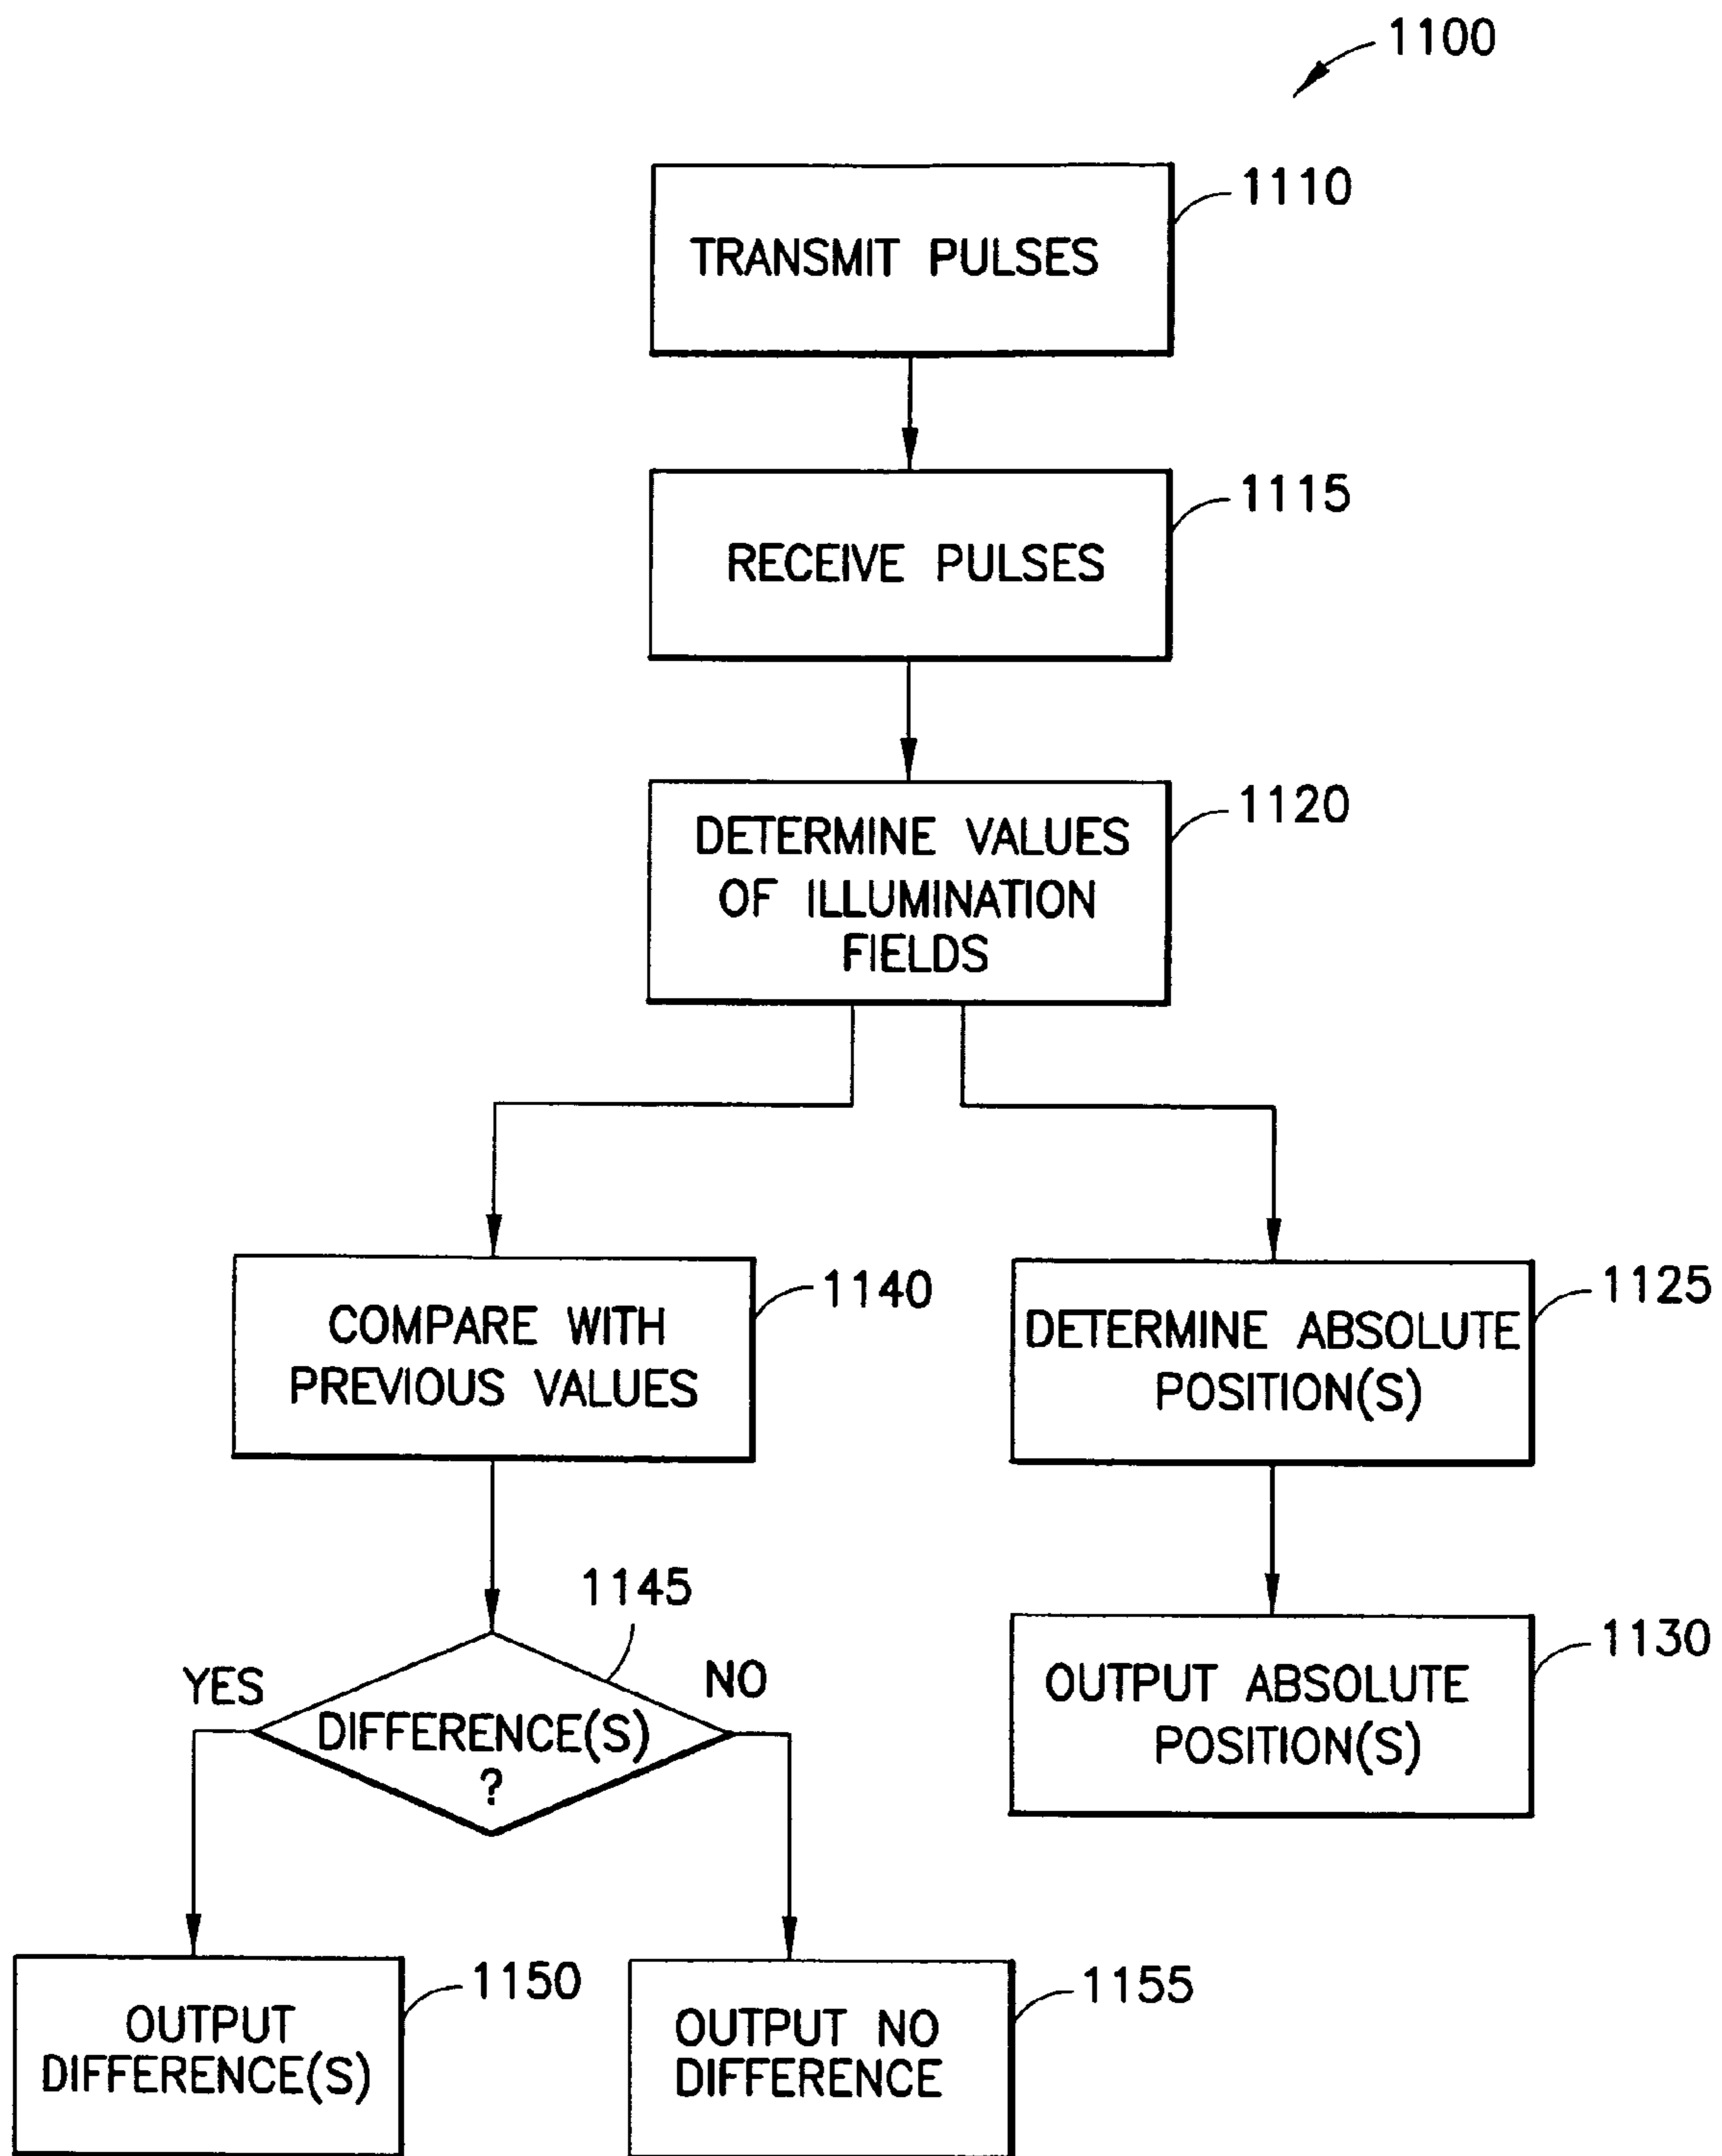 1100
1110
TRANSMIT PULSES
1115
RECEIVE PULSES
1120
DETERMINE VALUES
OF ILLUMINATION
FIELDS
1140
COMPARE WITH
PREVIOUS VALUES
1125
DETERMINE ABSOLUTE
POSITION(S)
1145
YES
NO
DIFFERENCE(S)
?
1130
OUTPUT ABSOLUTE
POSITION(S)
1150
OUTPUT
DIFFERENCE(S)
1155
OUTPUT NO
DIFFERENCE